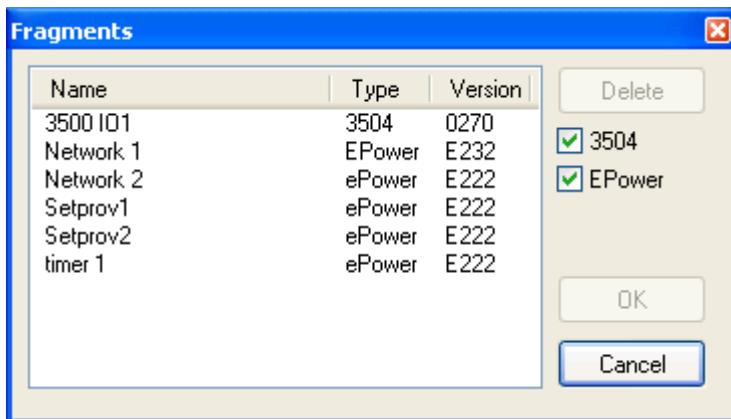 Fragments
Name Type Version
3500 IO1 3504 0270
Network 1 EPower E232
Network 2 ePower E222
Setprov1 ePower E222
Setprov2 ePower E222
timer 1 ePower E222
Delete
3504
EPower
OK
Cancel